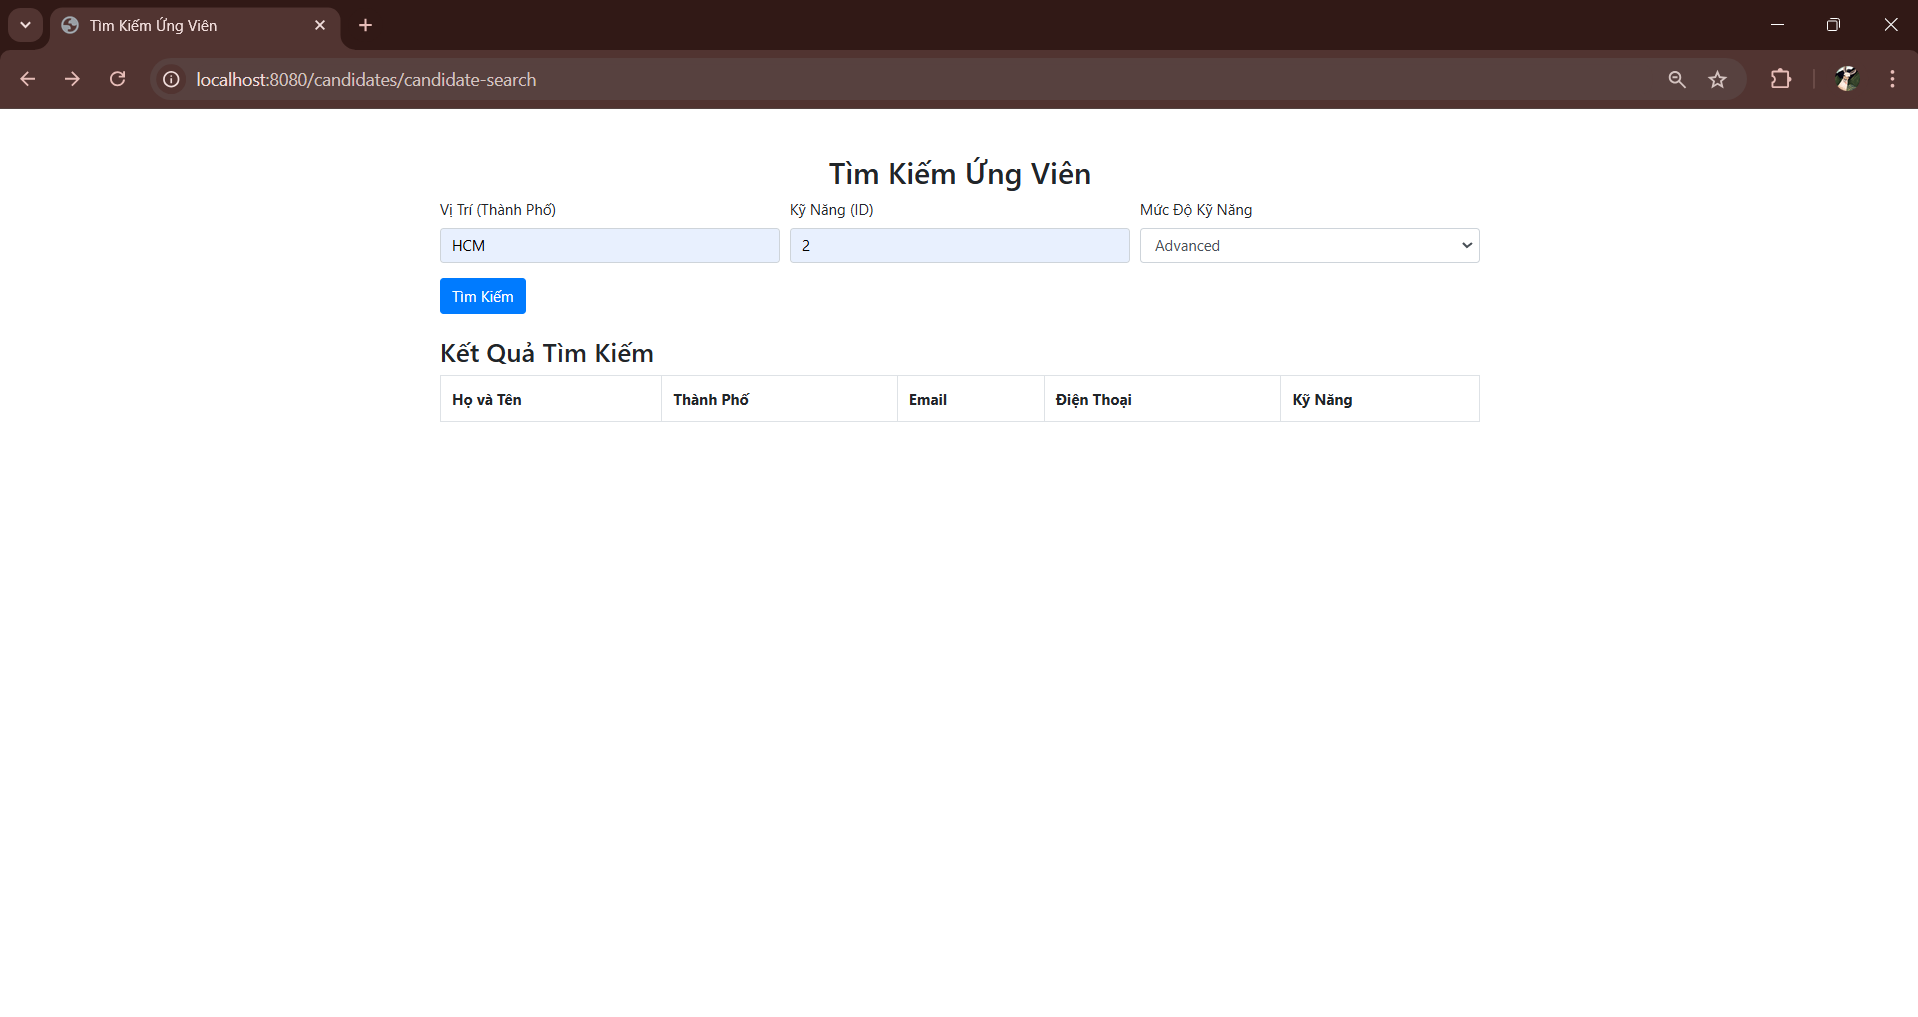 Tìm Kiếm Ứng Viên
localhost:8080/candidates/candidate-search
Tìm Kiếm Ứng Viên
Vị Trí (Thành Phố)
Kỹ Năng (ID)
Mức Độ Kỹ Năng
HCM
2
Advanced
Tìm Kiếm
Kết Quả Tìm Kiếm
Họ và Tên
Thành Phố
Email
Điện Thoại
Kỹ Năng